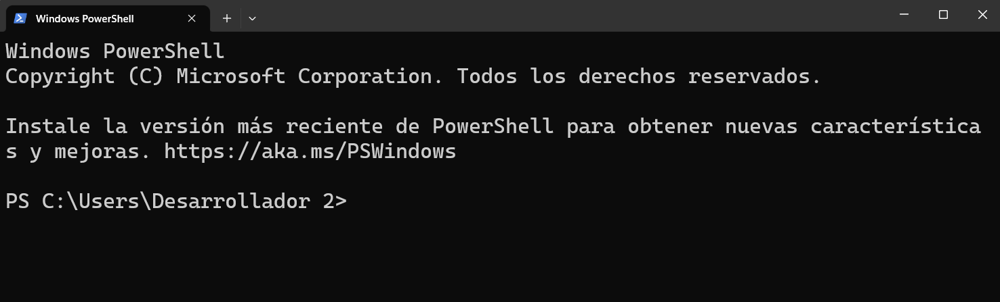 Windows PowerShell
Windows PowerShell
Copyright (C) Microsoft Corporation. Todos los derechos reservados.
Instale la versión más reciente de PowerShell para obtener nuevas característica
s y mejoras. https://aka.ms/PSWindows
PS C:\Users\Desarrollador 2>